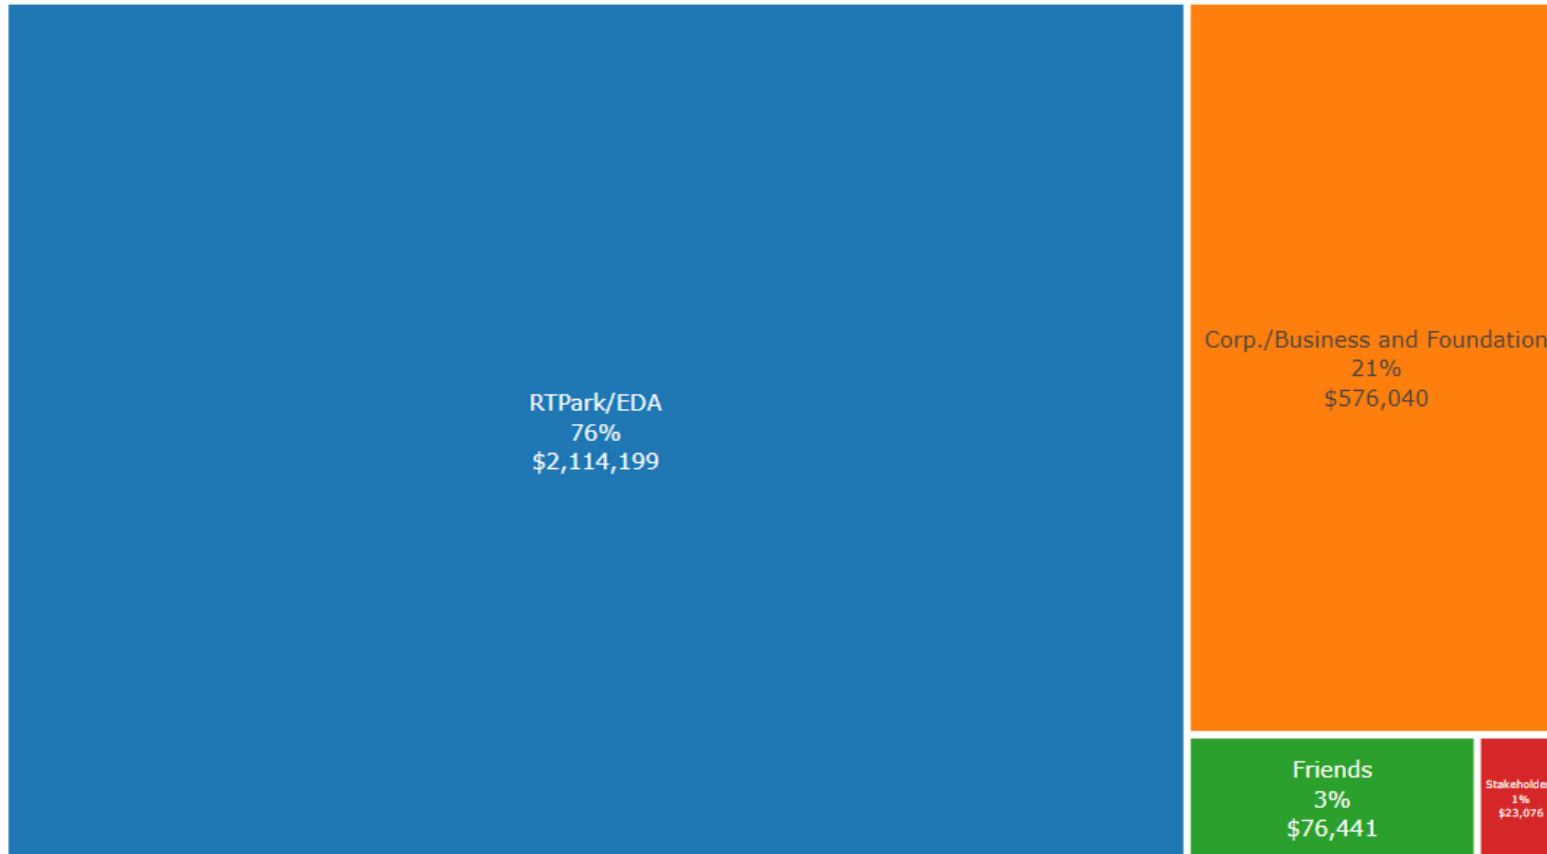 RTPark/EDA
76%
$2,114,199
Corp./Business and Foundation
21%
$576,040
Friends
3%
$76,441
Stakeholde
1%
$23,076